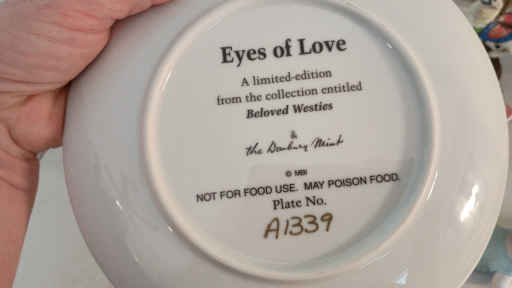 Eyes of Love
A limited-edition
from the collection entitled
Beloved Westies
&
the Danbury Mint
© MBI
NOT FOR FOOD USE. MAY POISON FOOD.
Plate No.
A1339